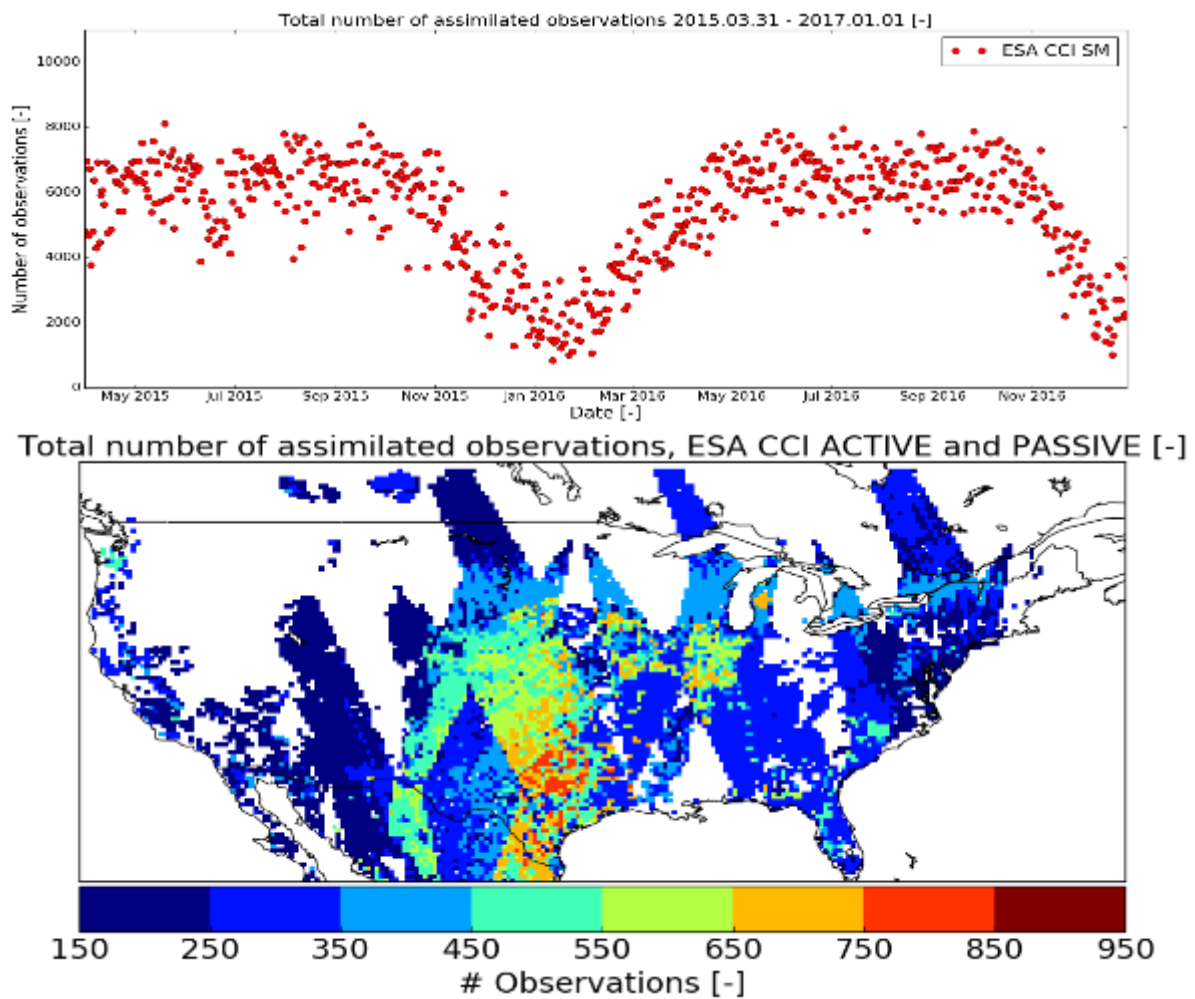 Total number of assimilated observations 2015.03.31 - 2017.01.01 [-]
ESA CCI SM
Number of observations [-]
10000
8000
6000
4000
2000
0
May 2015 Jul 2015 Sep 2015 Nov 2015 Jan 2016 Mar 2016 May 2016 Jul 2016 Sep 2016 Nov 2016
Date [-]
Total number of assimilated observations, ESA CCI ACTIVE and PASSIVE [-]
150 250 350 450 550 650 750 850 950
# Observations [-]